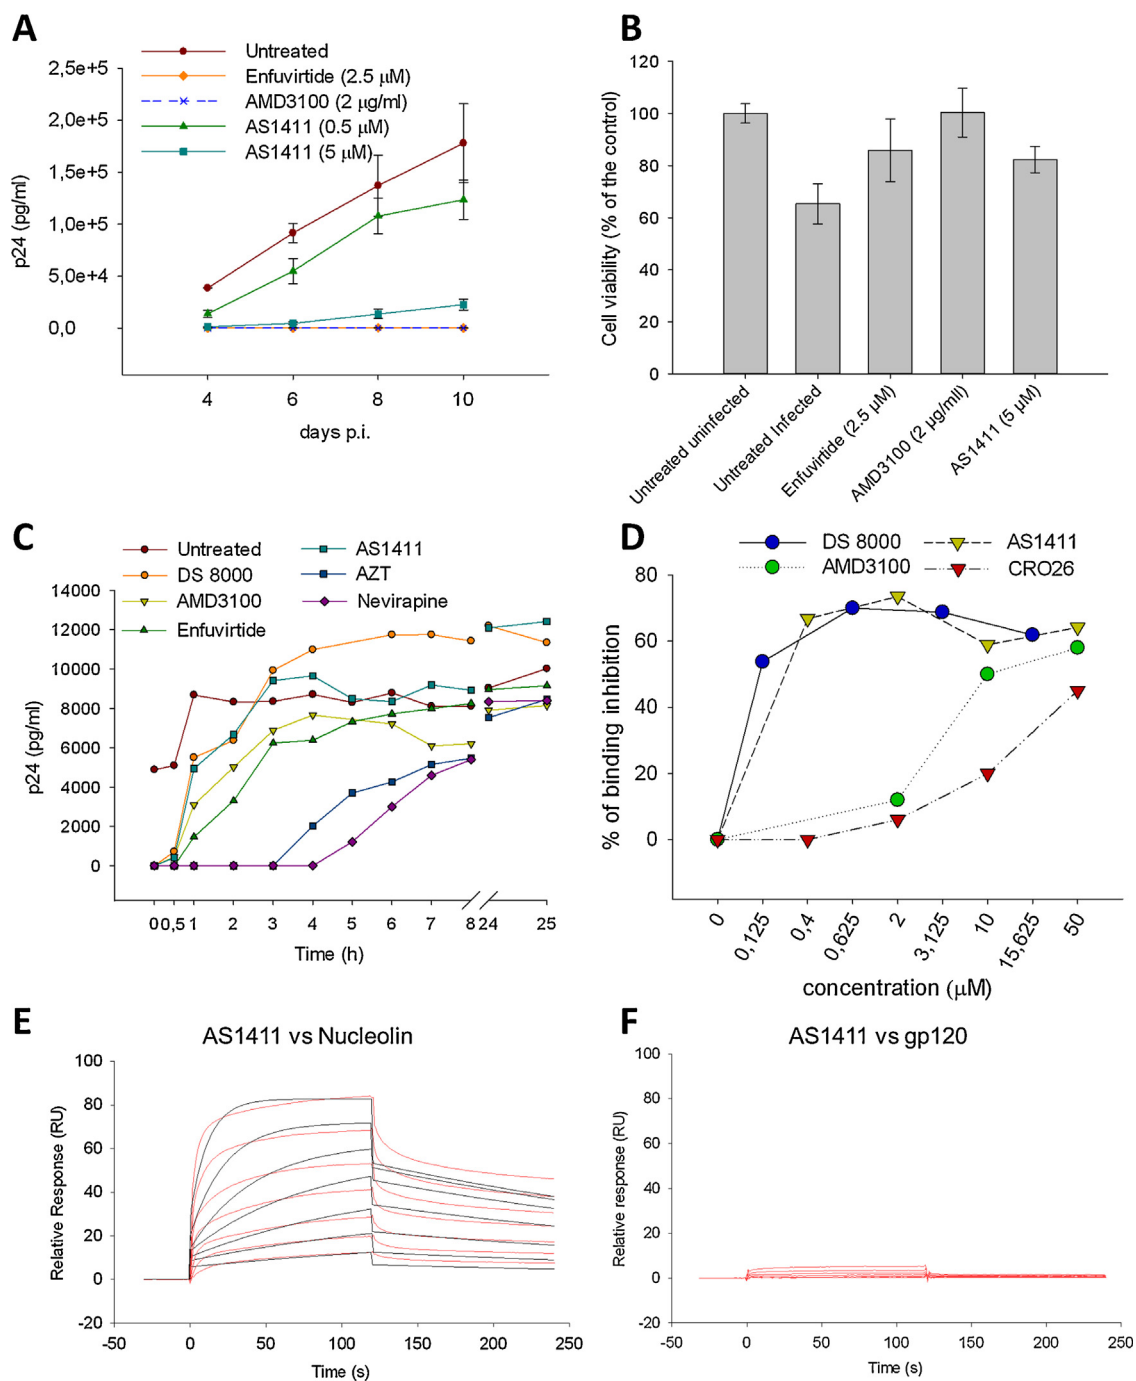 A
Untreated
Enfuvirtide (2.5 µM)
AMD3100 (2 µg/ml)
AS1411 (0.5 µM)
AS1411 (5 µM)
2,5e+5
2,0e+5
1,5e+5
1,0e+5
5,0e+4
0,0
p24 (pg/ml)
4 6 8 10
days p.i.
B
120
100
80
60
40
20
0
Cell viability (% of the control)
Untreated uninfected
Untreated Infected
Enfuvirtide (2.5 µM)
AMD3100 (2 µg/mll)
AS1411 (5 µM)
C
Untreated
DS 8000
AMD3100
Enfuvirtide
AS1411
AZT
Nevirapine
14000
12000
10000
8000
6000
4000
2000
0
p24 (pg/ml)
0 0,5 1 2 3 4 5 6 7 8 24 25
Time (h)
D
DS 8000
AMD3100
AS1411
CRO26
80
60
40
20
0
% of binding inhibition
0
0,125
0,4
0,625
2
3,125
10
15,625
50
concentration (µM)
E
AS1411 vs Nucleolin
100
80
60
40
20
0
-20
Relative Response (RU)
-50 0 50 100 150 200 250
Time (s)
F
AS1411 vs gp120
100
80
60
40
20
0
-20
Relative response (RU)
-50 0 50 100 150 200 250
Time (s)